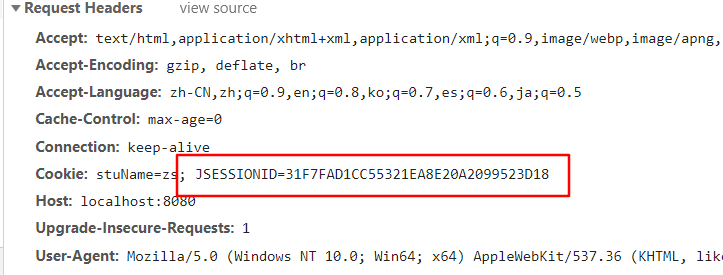 Request Headers view source
Accept: text/html,application/xhtml+xml,application/xml;q=0.9,image/webp,image/apng,
Accept-Encoding: gzip, deflate, br
Accept-Language: zh-CN,zh;q=0.9,en;q=0.8,ko;q=0.7,es;q=0.6,ja;q=0.5
Cache-Control: max-age=0
Connection: keep-alive
Cookie: stuName=zs; JSESSIONID=31F7FAD1CC55321EA8E20A2099523D18
Host: localhost:8080
Upgrade-Insecure-Requests: 1
User-Agent: Mozilla/5.0 (Windows NT 10.0; Win64; x64) AppleWebKit/537.36 (KHTML, lik